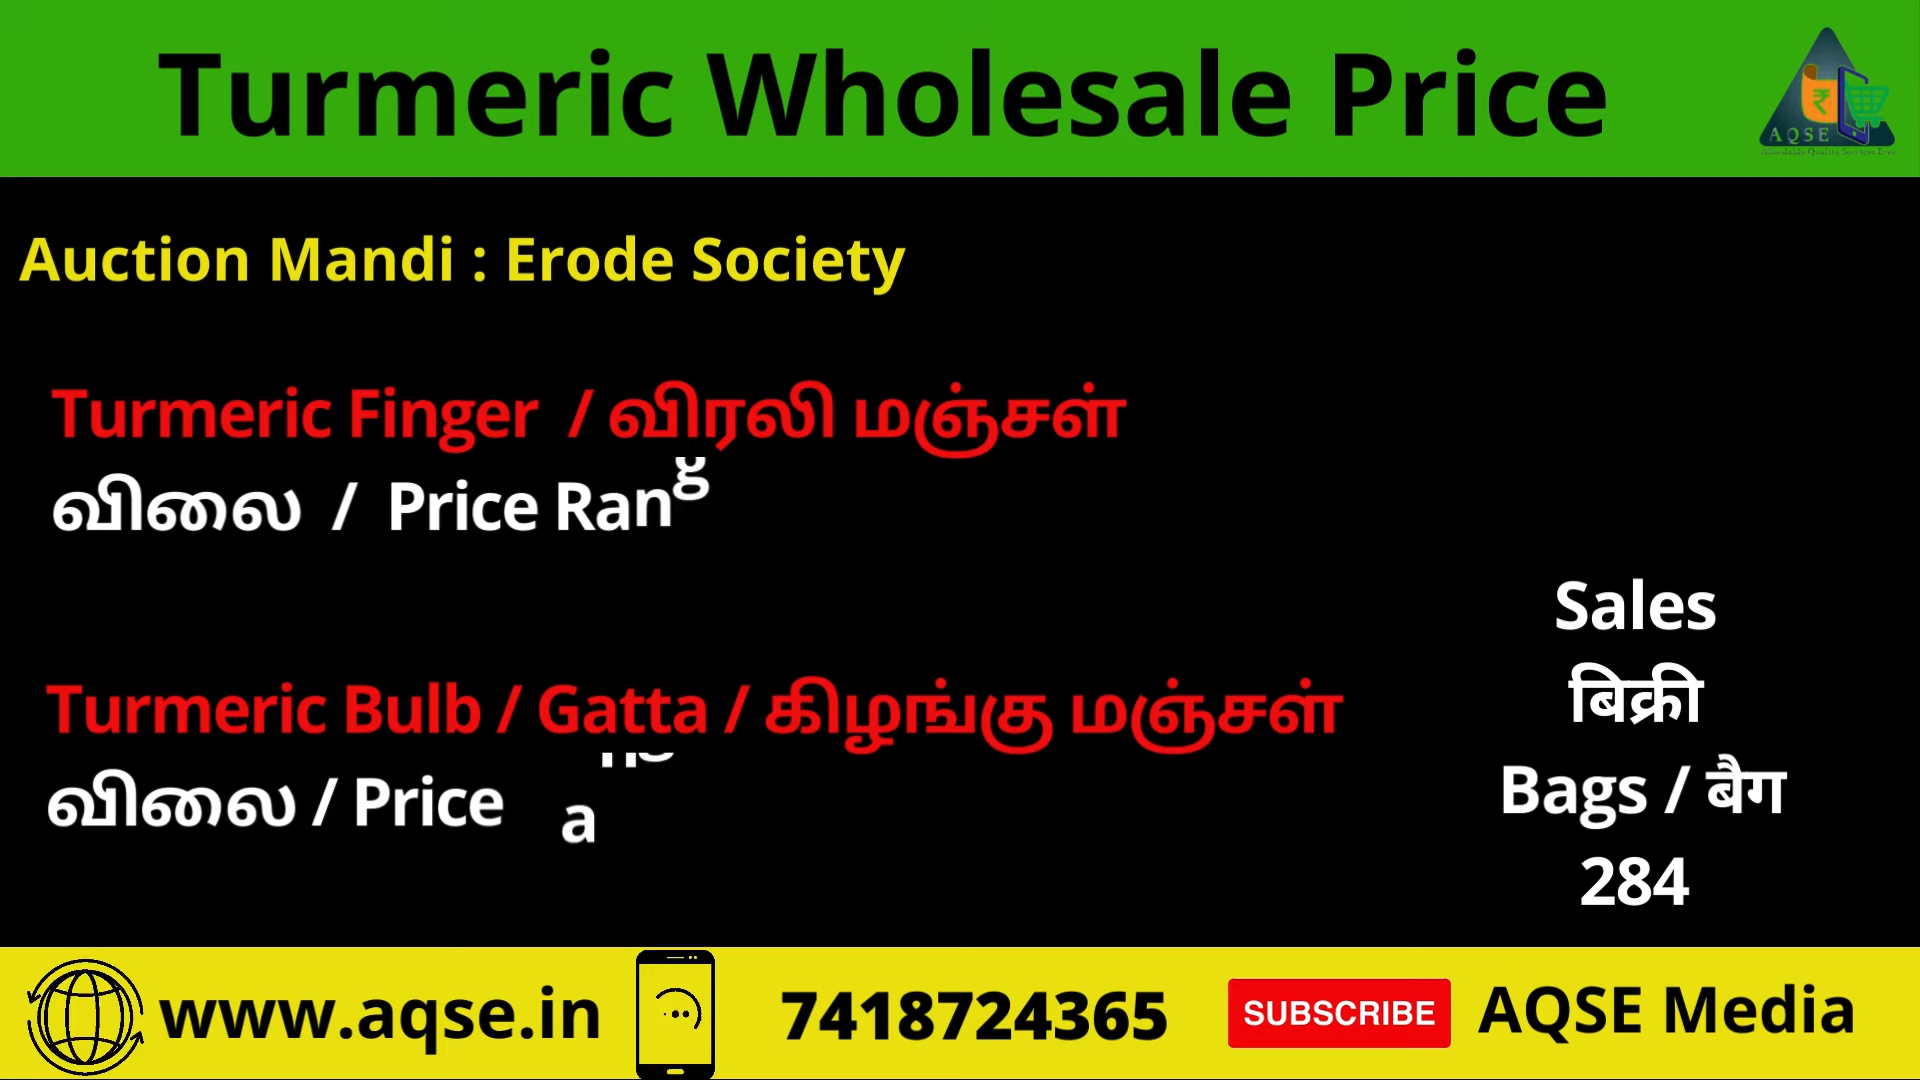 Turmeric Wholesale Price
AQSE
Auction Mandi : Erode Society
Turmeric Finger / விரலி மஞ்சள்
விலை / Price Rang
Turmeric Bulb / Gatta / கிழங்கு மஞ்சள்
விலை / Price a
Sales
बिक्री
Bags / बैग
284
www.aqse.in
7418724365
SUBSCRIBE
AQSE Media